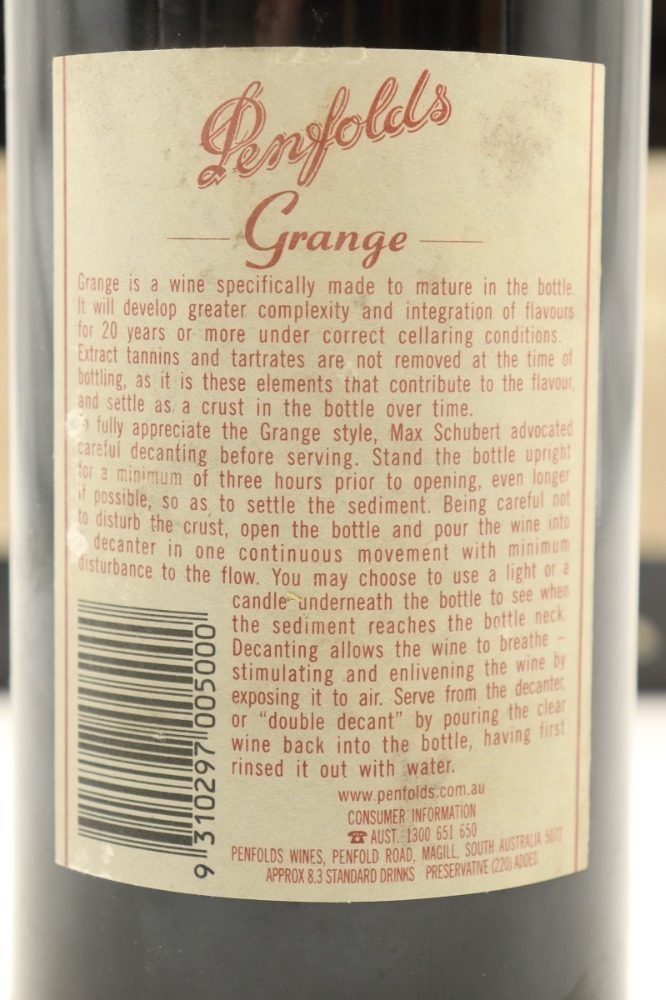 Penfolds
Grange
Grange is a wine specifically made to mature in the bottle.
It will develop greater complexity and integration of flavours
for 20 years or more under correct cellaring conditions.
Extract tannins and tartrates are not removed at the time of
bottling, as it is these elements that contribute to the flavour,
and settle as a crust in the bottle over time.
To fully appreciate the Grange style, Max Schubert advocated
careful decanting before serving. Stand the bottle upright
for a minimum of three hours prior to opening, even longer
if possible, so as to settle the sediment. Being careful not
to disturb the crust, open the bottle and pour the wine into
decanter in one continuous movement with minimum
disturbance to the flow. You may choose to use a light or a
candle underneath the bottle to see when
the sediment reaches the bottle neck.
Decanting allows the wine to breathe –
stimulating and enlivening the wine by
exposing it to air. Serve from the decanter,
or "double decant" by pouring the clear
wine back into the bottle, having first
rinsed it out with water.
www.penfolds.com.au
CONSUMER INFORMATION
☎ AUST. 1300 651 650
PENFOLDS WINES, PENFOLD ROAD, MAGILL, SOUTH AUSTRALIA 5072
APPROX 8.3 STANDARD DRINKS PRESERVATIVE (220) ADDED
9 310297 005000